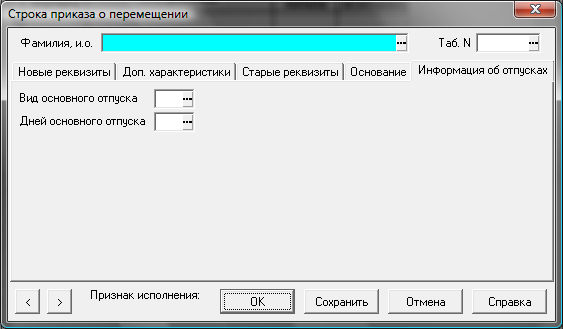 Строка приказа о перемещении
Фамилия, и.о. ... Таб. N ...
Новые реквизиты Доп. характеристики Старые реквизиты Основание Информация об отпусках
Вид основного отпуска ...
Дней основного отпуска ...
< > Признак исполнения: OK Сохранить Отмена Справка